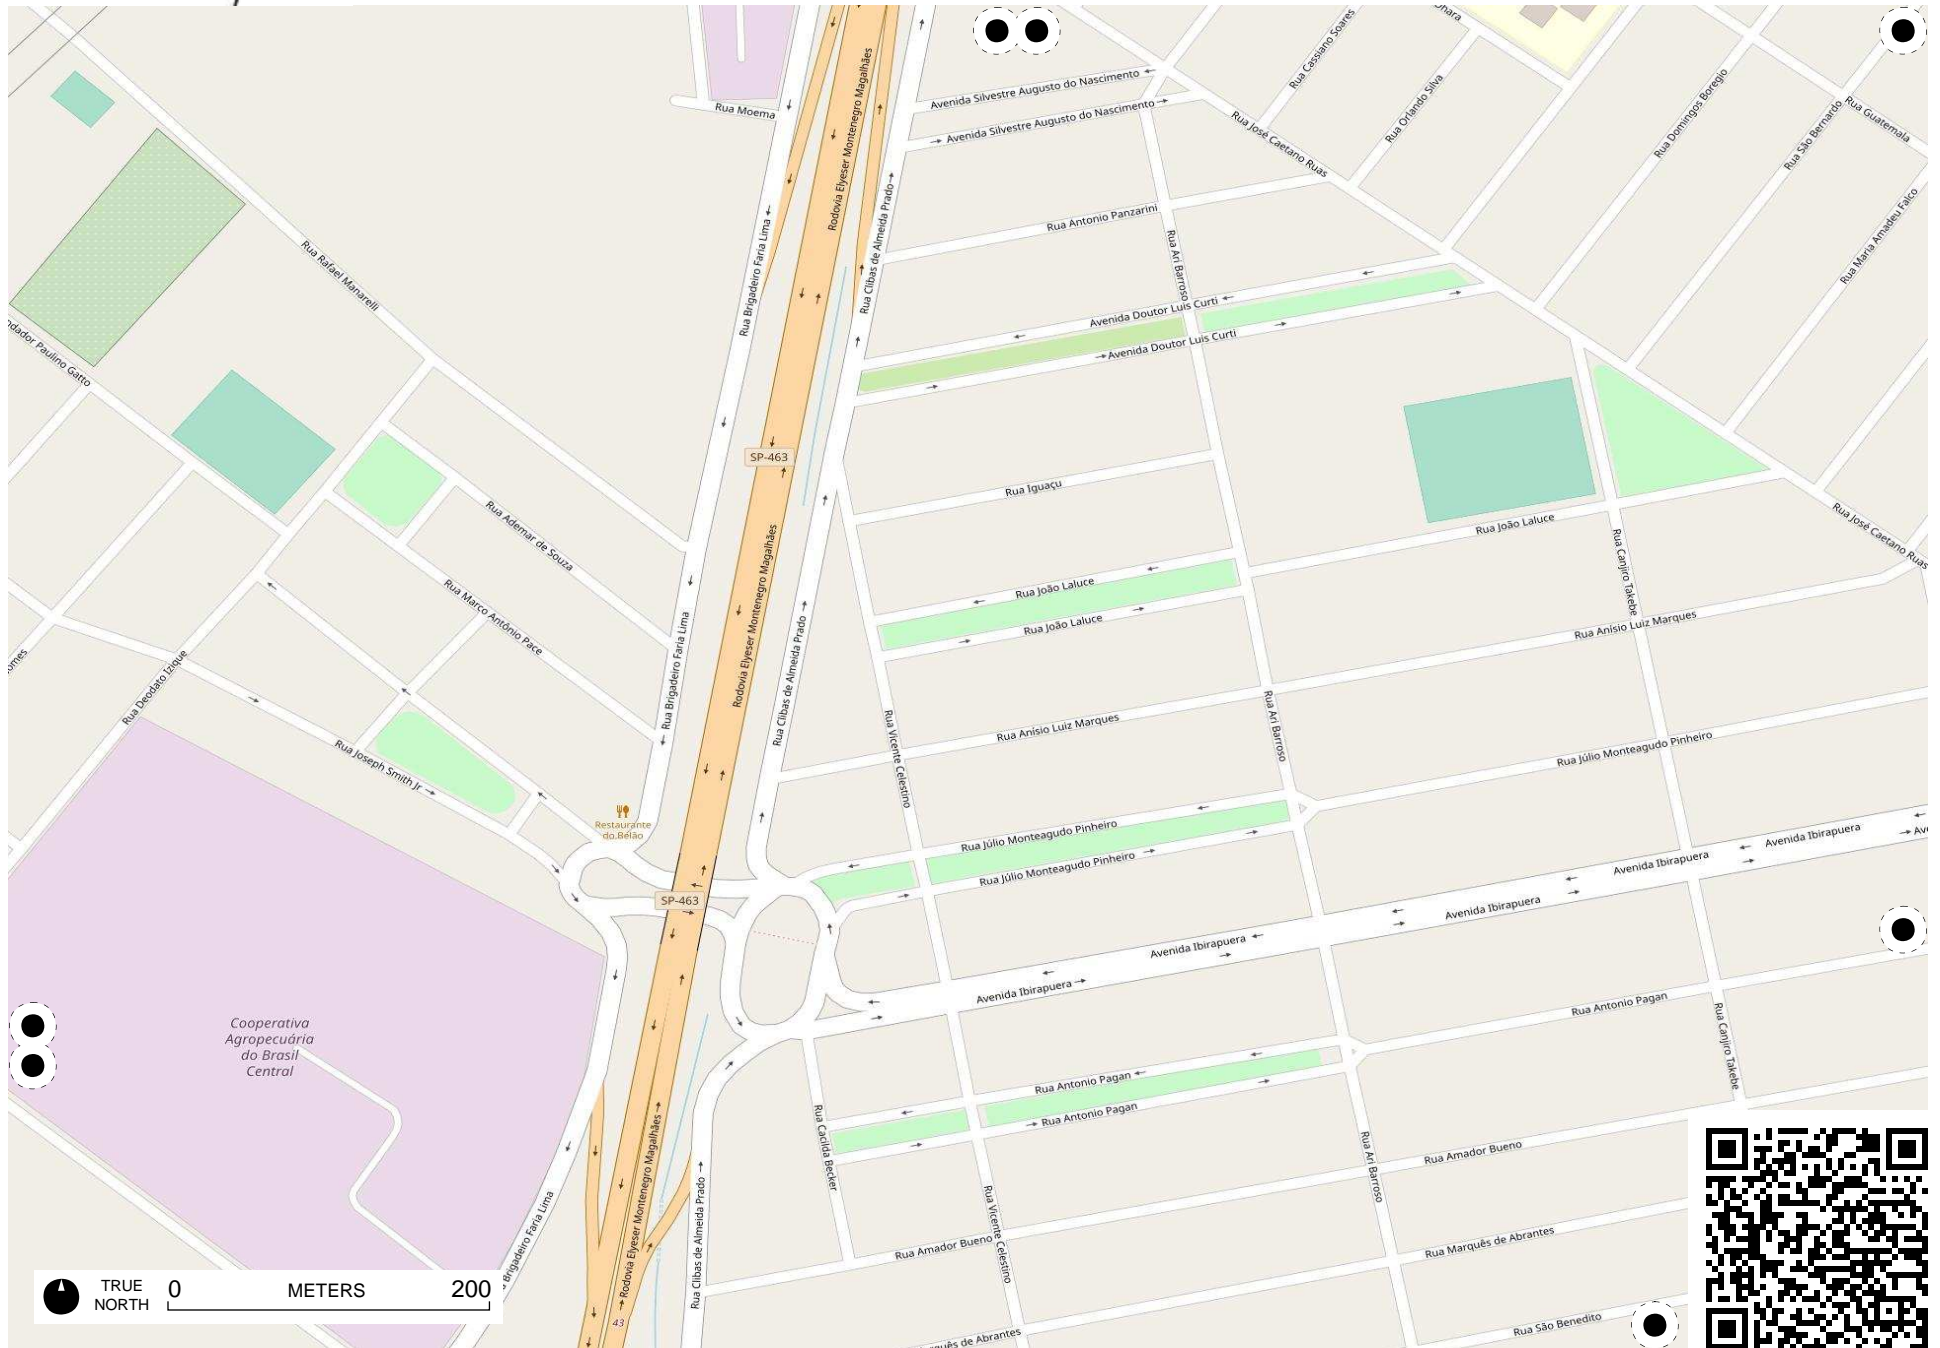 Rua Moema
Avenida Silvestre Augusto do Nascimento
Avenida Silvestre Augusto do Nascimento
Rua Cassiano Soares
Rua Orlando Silva
Rua Domingos Boregio
Rua São Bernardo
Rua Guatemala
Rua Maria Amadeu Falco
Rua José Caetano Ruas
Rodovia Elyeser Montenegro Magalhães
Rua Clibas de Almeida Prado
Rua Brigadeiro Faria Lima
Rua Rafael Manarelli
Paulino Gatto
Rua Antonio Panzarini
Rua Ari Barroso
Avenida Doutor Luis Curti
Avenida Doutor Luis Curti
SP-463
Rua Iguaçu
Rua Ademar de Souza
Rua Marco Antônio Pace
Rua João Laluce
Rua José Caetano Ruas
Rua Canjiro Takebe
Rua João Laluce
Rua João Laluce
Rua Anísio Luiz Marques
Rua Brigadeiro Faria Lima
Rodovia Elyeser Montenegro Magalhães
Rua Clibas de Almeida Prado
Rua Deodato Izique
Rua Joseph Smith Jr
Rua Vicente Celestino
Rua Anísio Luiz Marques
Rua Ari Barroso
Rua Júlio Monteagudo Pinheiro
Restaurante
do Belão
Rua Júlio Monteagudo Pinheiro
Rua Júlio Monteagudo Pinheiro
Avenida Ibirapuera
Avenida Ibirapuera
Avenida Ibirapuera
SP-463
Avenida Ibirapuera
Avenida Ibirapuera
Rua Antonio Pagan
Rua Canjiro Takebe
Cooperativa
Agropecuária
do Brasil
Central
Rua Antonio Pagan
Rua Antonio Pagan
Rua Cacilda Becker
Rua Ari Barroso
Rua Amador Bueno
Rua Vicente Celestino
Rua Amador Bueno
Rua Marquês de Abrantes
Rodovia Elyeser Montenegro Magalhães
Rua Clibas de Almeida Prado
Brigadeiro Faria Lima
43
de Abrantes
Rua São Benedito
TRUE
NORTH
0 METERS 200